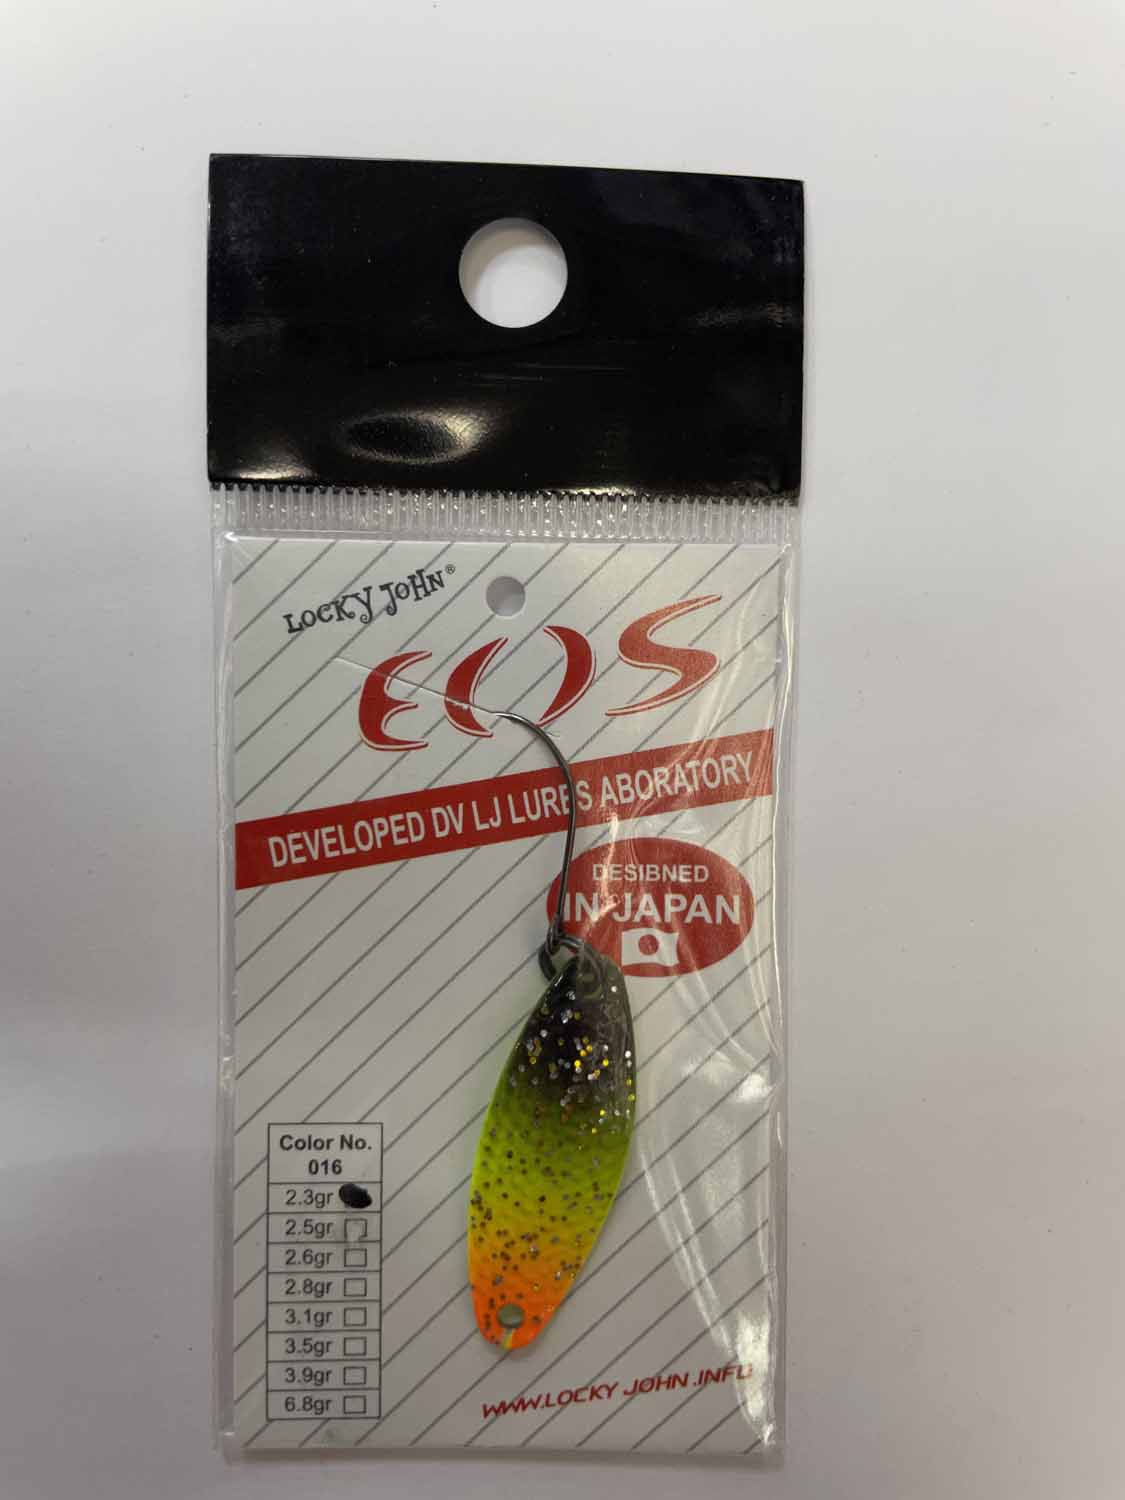 LOCKY JOHN®
EOS
DEVELOPED DV LJ LURES ABORATORY
DESIBNED
IN JAPAN
Color No.
016
2.3gr
2.5gr
2.6gr
2.8gr
3.1gr
3.5gr
3.9gr
6.8gr
WWW.LOCKY JOHN.INFO